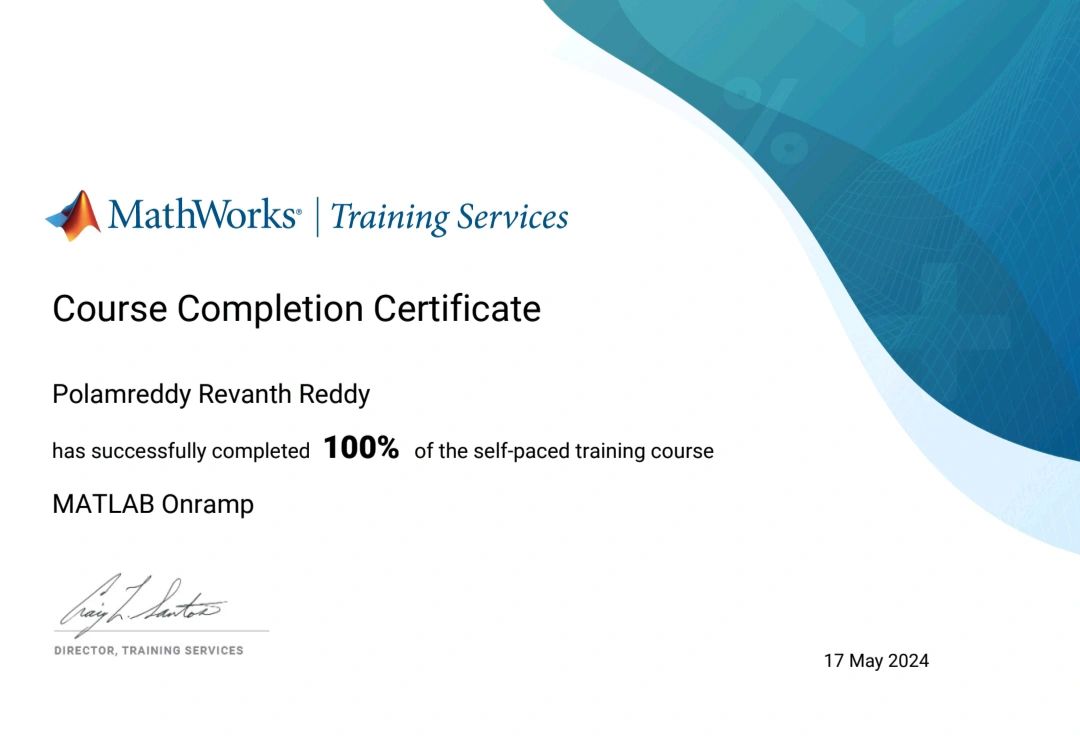 MathWorks® | Training Services
Course Completion Certificate
Polamreddy Revanth Reddy
has successfully completed 100% of the self-paced training course
MATLAB Onramp
Craig L. Santos
DIRECTOR, TRAINING SERVICES
17 May 2024